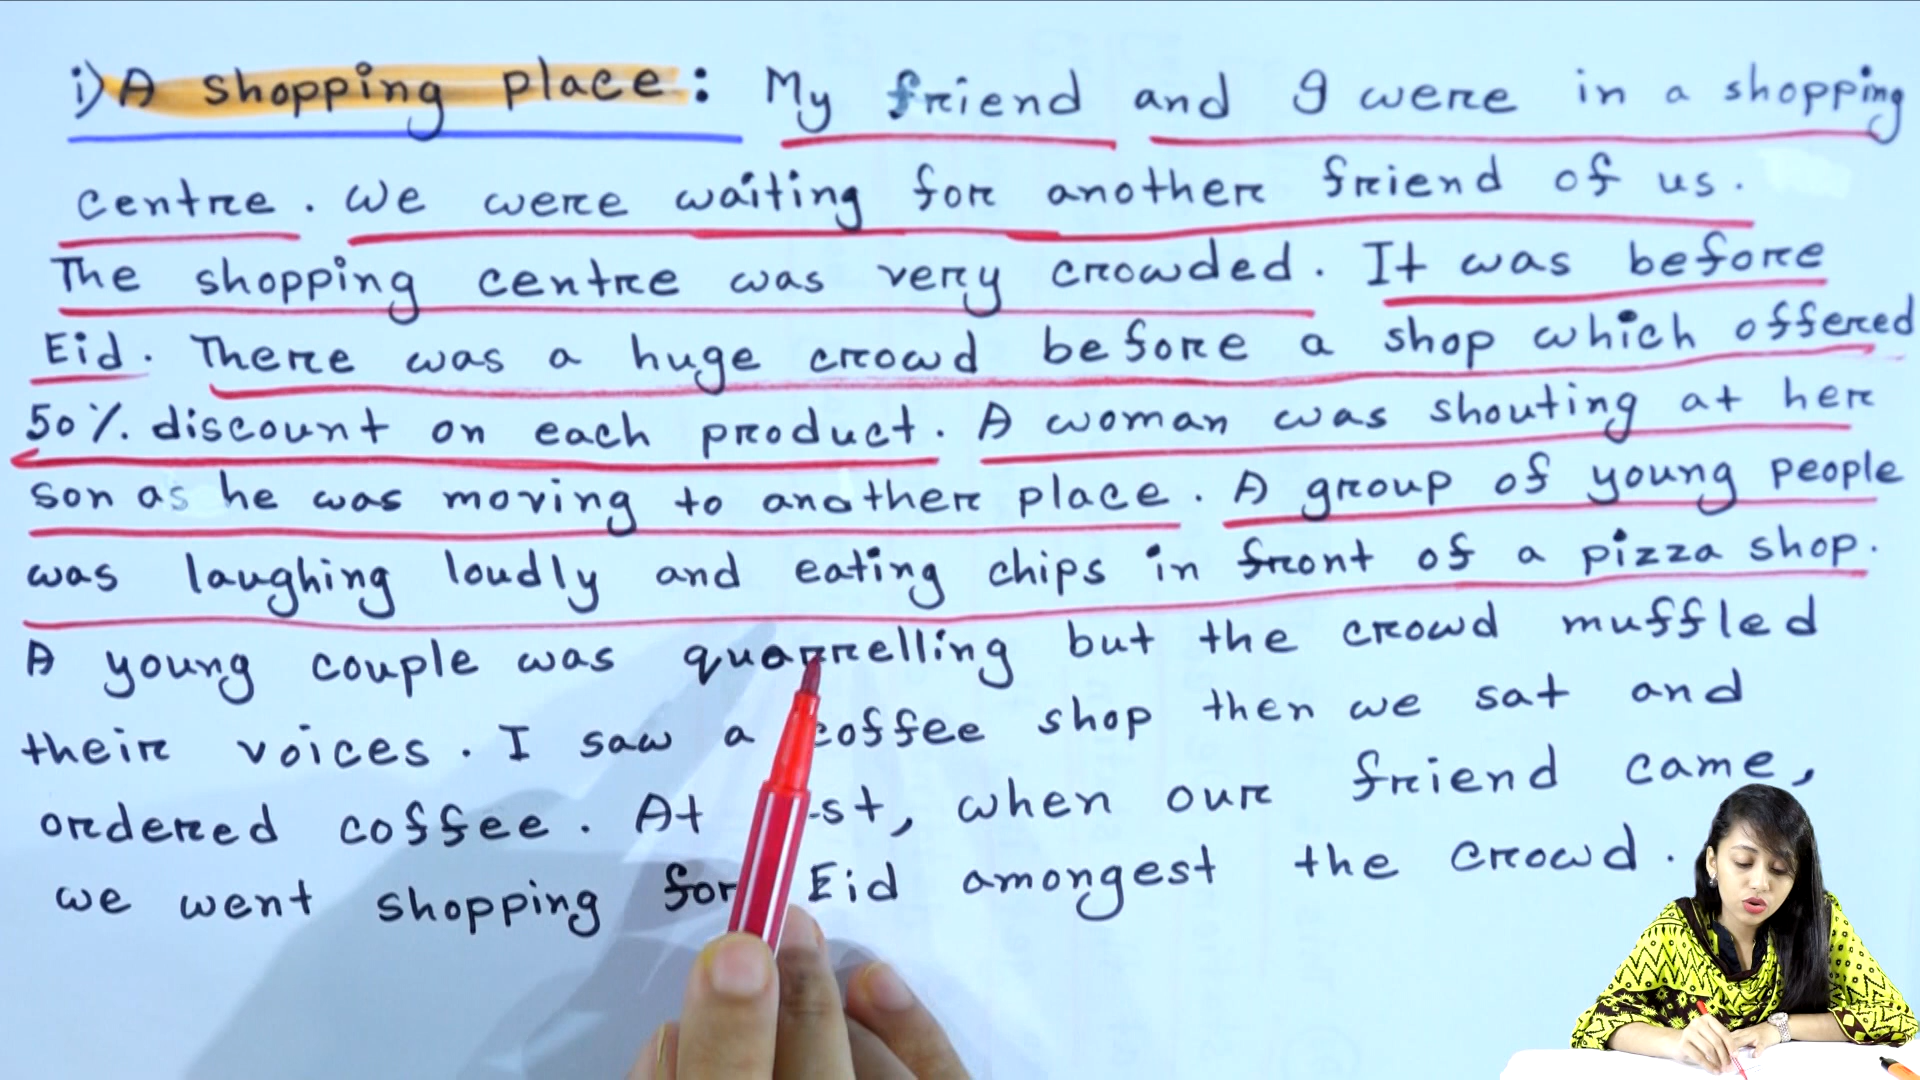 i) A shopping place: My friend and I were in a shopping
centre. We were waiting for another friend of us.
The shopping centre was very crowded. It was before
Eid. There was a huge crowd before a shop which offered
50% discount on each product. A woman was shouting at her
son as he was moving to another place. A group of young people
was laughing loudly and eating chips in front of a pizza shop.
A young couple was quarrelling but the crowd muffled
their voices. I saw a coffee shop then we sat and
ordered coffee. At st, when our friend came,
we went shopping for Eid amongest the crowd.